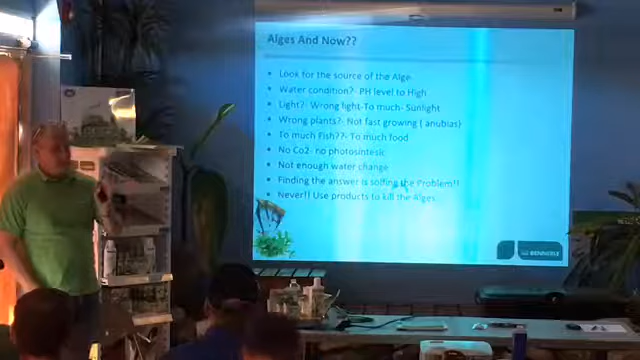 Alges And Now??
Look for the source of the Alge
Water condition? PH level to High
Light? Wrong light-To much- Sunlight
Wrong plants?- Not fast growing ( anubias)
To much Fish??- To much food
No Co2- no photosintesic
Not enough water change
Finding the answer is solfing the Problem!!
Never!! Use products to kill the Alges
DENNERLE